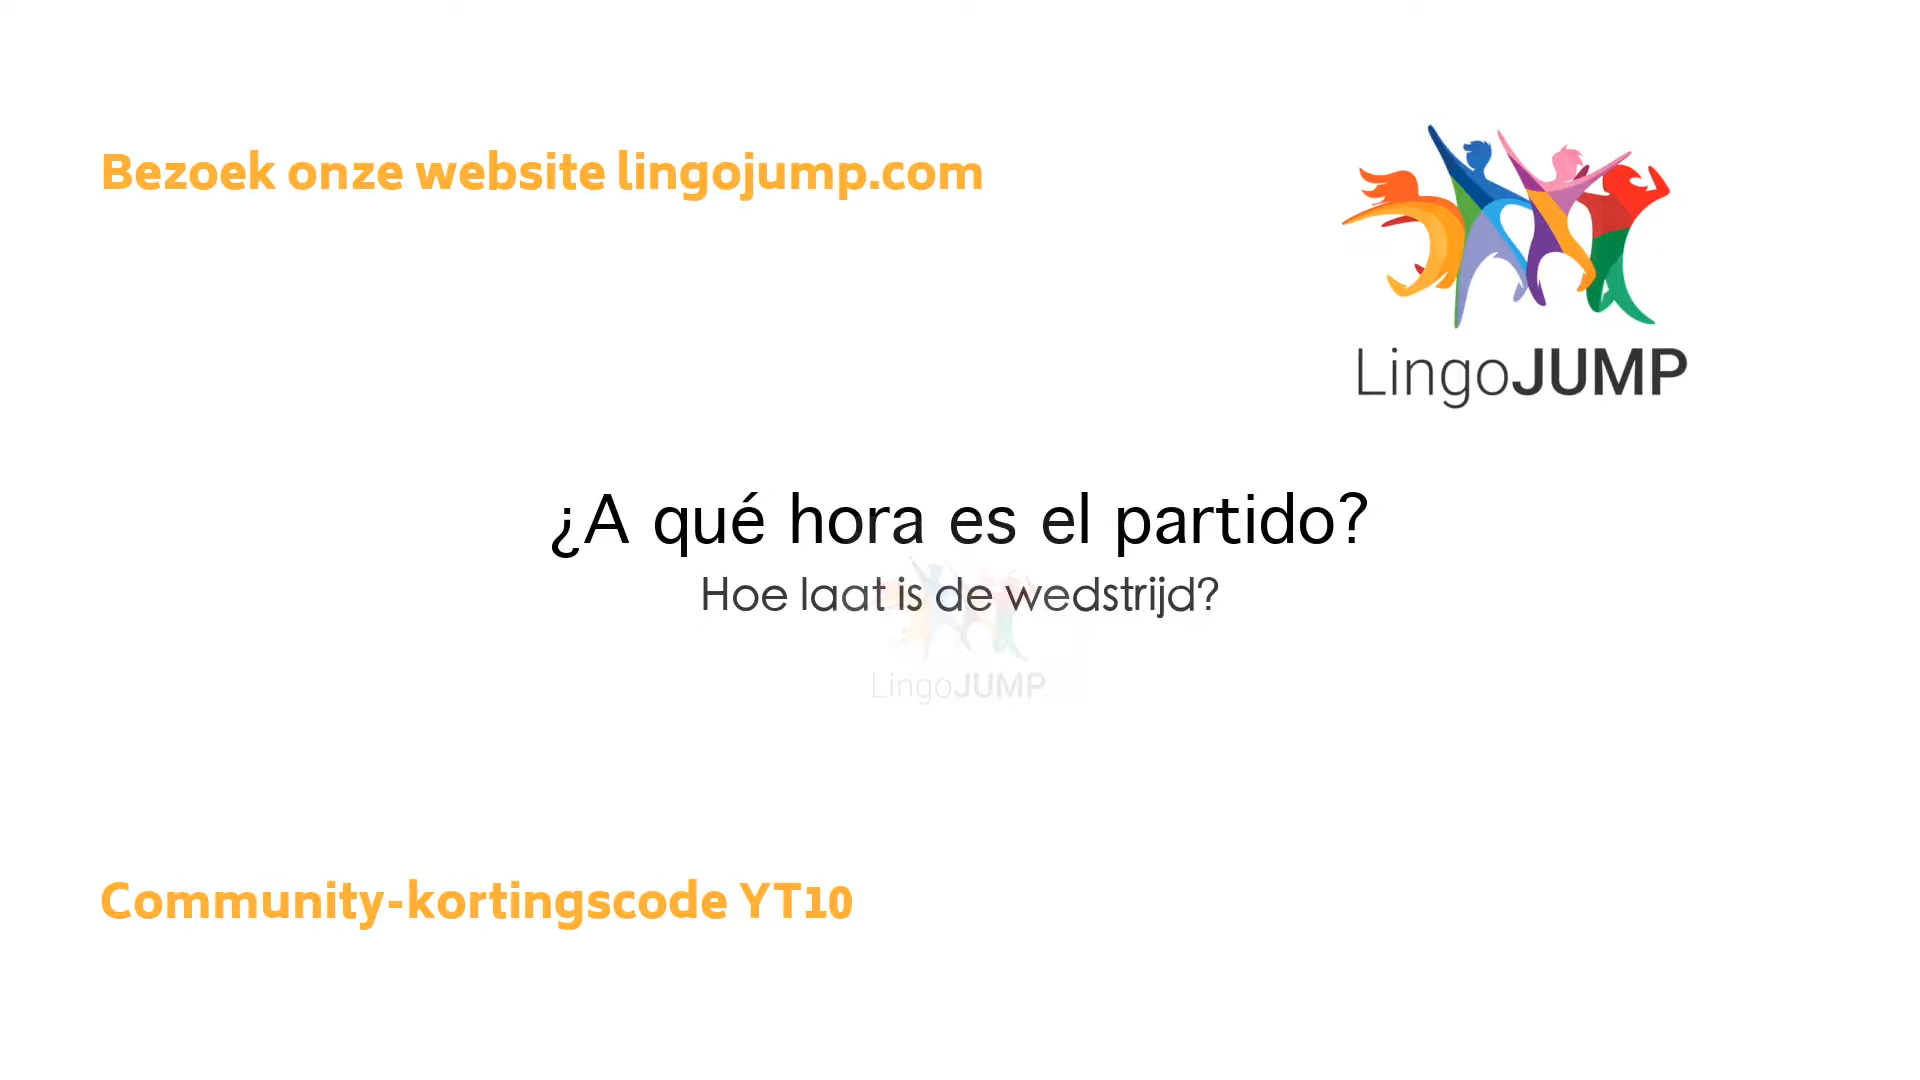 Bezoek onze website lingojump.com
LingoJUMP
¿A qué hora es el partido?
Hoe laat is de wedstrijd?
LingoJUMP
Community-kortingscode YT10